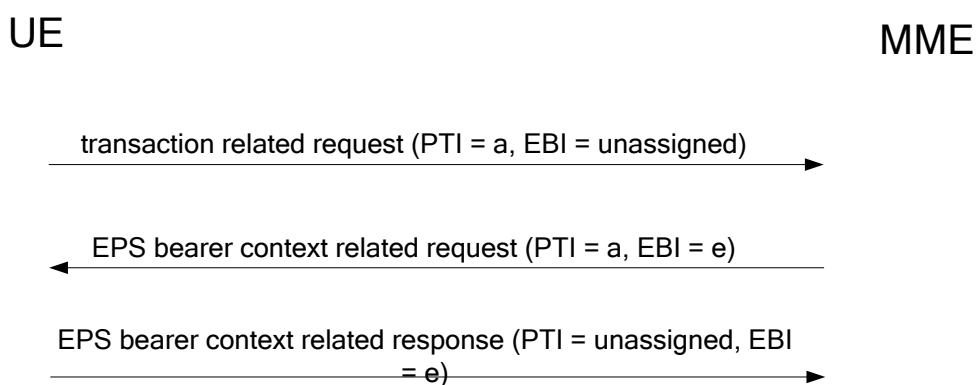 UE
MME
transaction related request (PTI = a, EBI = unassigned)
EPS bearer context related request (PTI = a, EBI = e)
EPS bearer context related response (PTI = unassigned, EBI
= e)